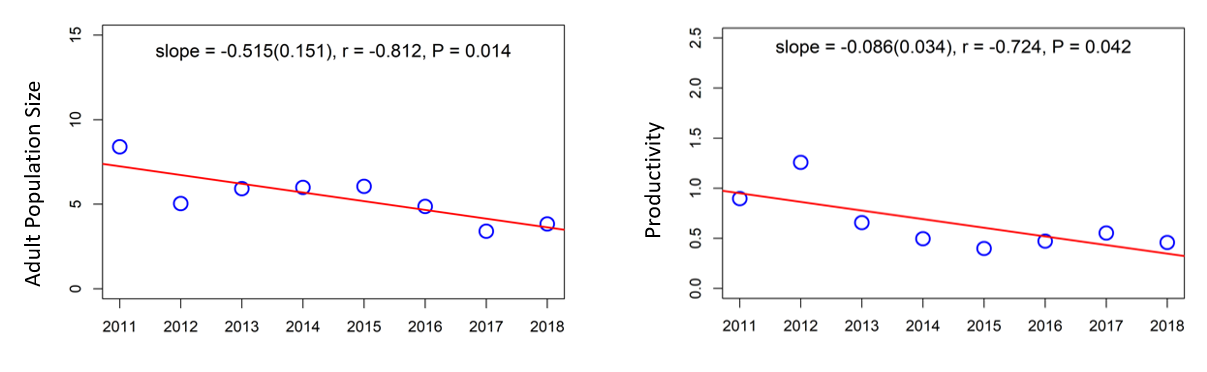 slope = -0.515(0.151), r = -0.812, P = 0.014
Adult Population Size
15
10
5
0
2011 2012 2013 2014 2015 2016 2017 2018
slope = -0.086(0.034), r = -0.724, P = 0.042
Productivity
2.5
2.0
1.5
1.0
0.5
0.0
2011 2012 2013 2014 2015 2016 2017 2018